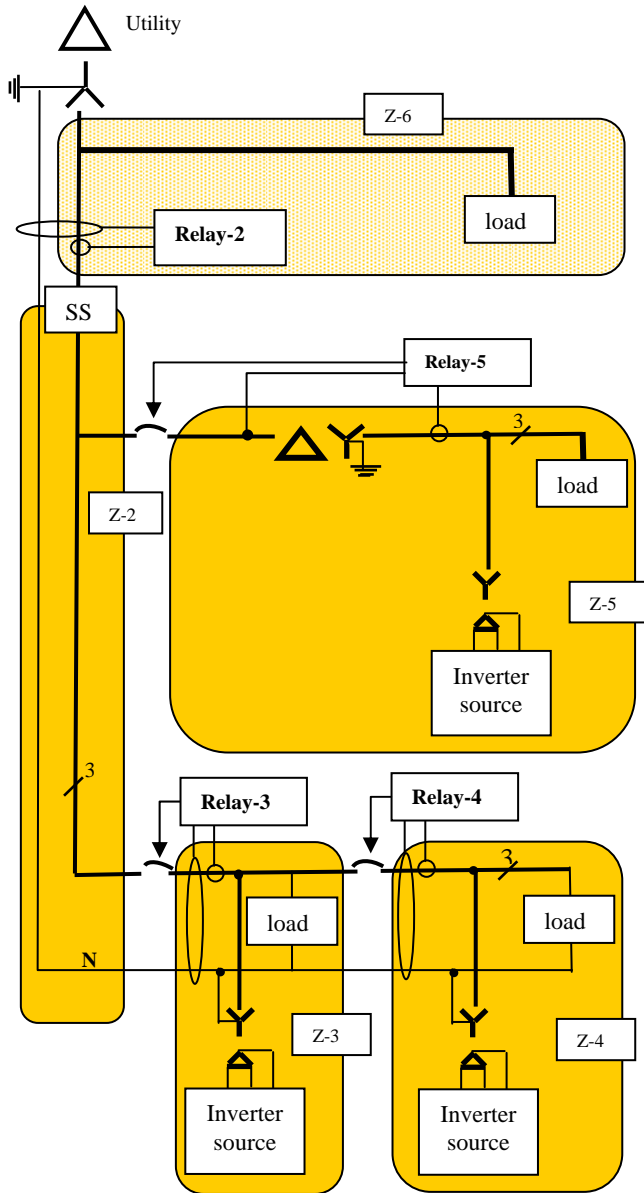 Utility
Z-6
load
Relay-2
SS
Relay-5
3
load
Z-2
Z-5
Inverter
source
3
Relay-3
Relay-4
3
load
load
N
Z-3
Z-4
Inverter
source
Inverter
source